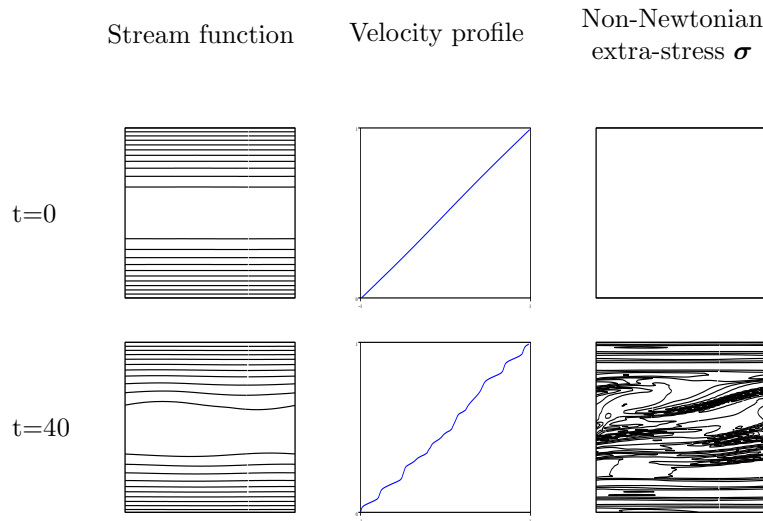 Stream function
Velocity profile
Non-Newtonian
extra-stress σ
t=0
t=40